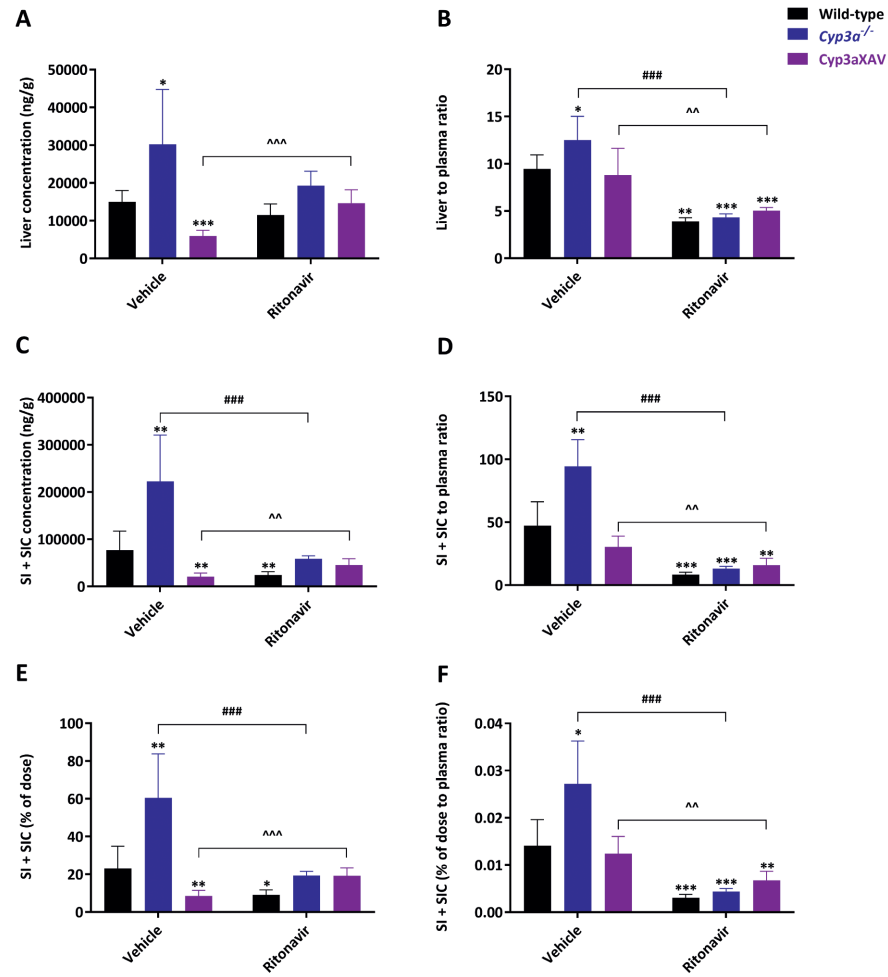 A
B
Wild-type
Cyp3a-/-
Cyp3aXAV
Liver concentration (ng/g)
50000
40000
30000
20000
10000
0
*
***
^^^
Vehicle
Ritonavir
Liver to plasma ratio
20
15
10
5
0
###
*
^^
**
***
***
Vehicle
Ritonavir
C
D
SI + SIC concentration (ng/g)
400000
300000
200000
100000
0
###
**
^^
**
**
Vehicle
Ritonavir
SI + SIC to plasma ratio
150
100
50
0
###
**
^^
***
***
**
Vehicle
Ritonavir
E
F
SI + SIC (% of dose)
100
80
60
40
20
0
###
**
^^^
**
*
Vehicle
Ritonavir
SI + SIC (% of dose to plasma ratio)
0.04
0.03
0.02
0.01
0.00
###
*
^^
***
***
**
Vehicle
Ritonavir